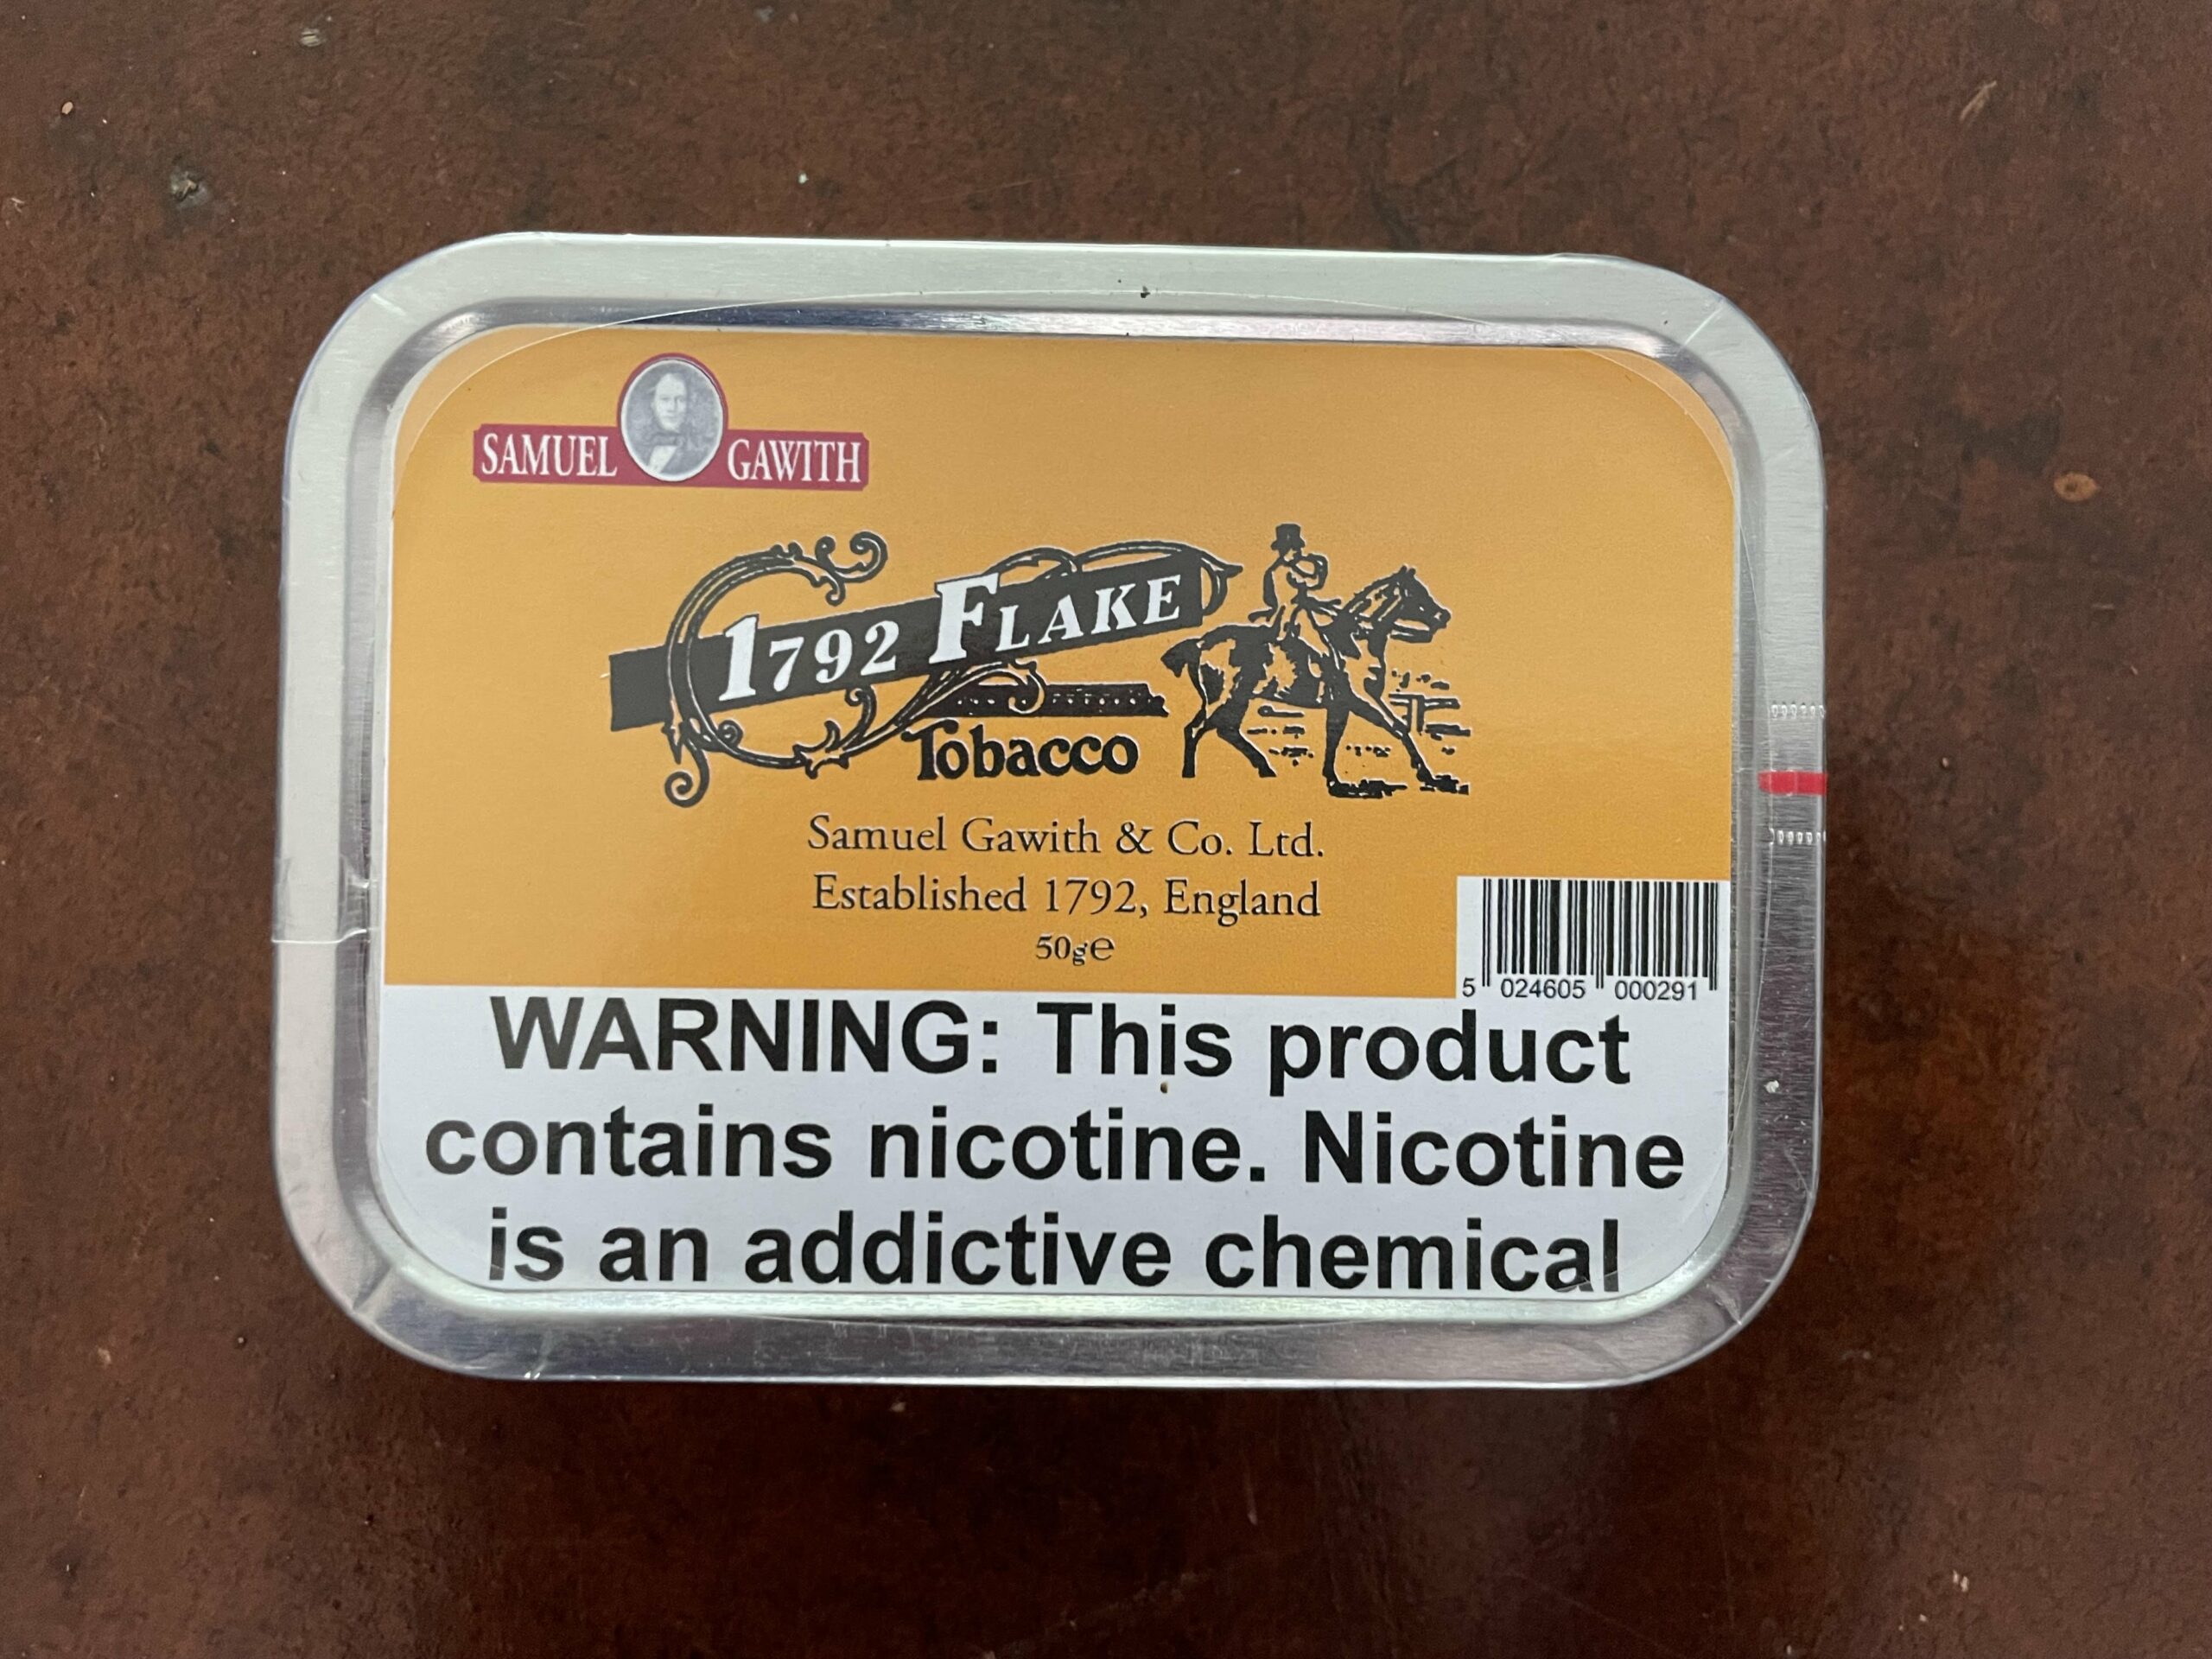 SAMUEL GAWITH
1792 FLAKE
Tobacco
Samuel Gawith & Co. Ltd.
Established 1792, England
50g℮
5 024605 000291
WARNING: This product
contains nicotine. Nicotine
is an addictive chemical